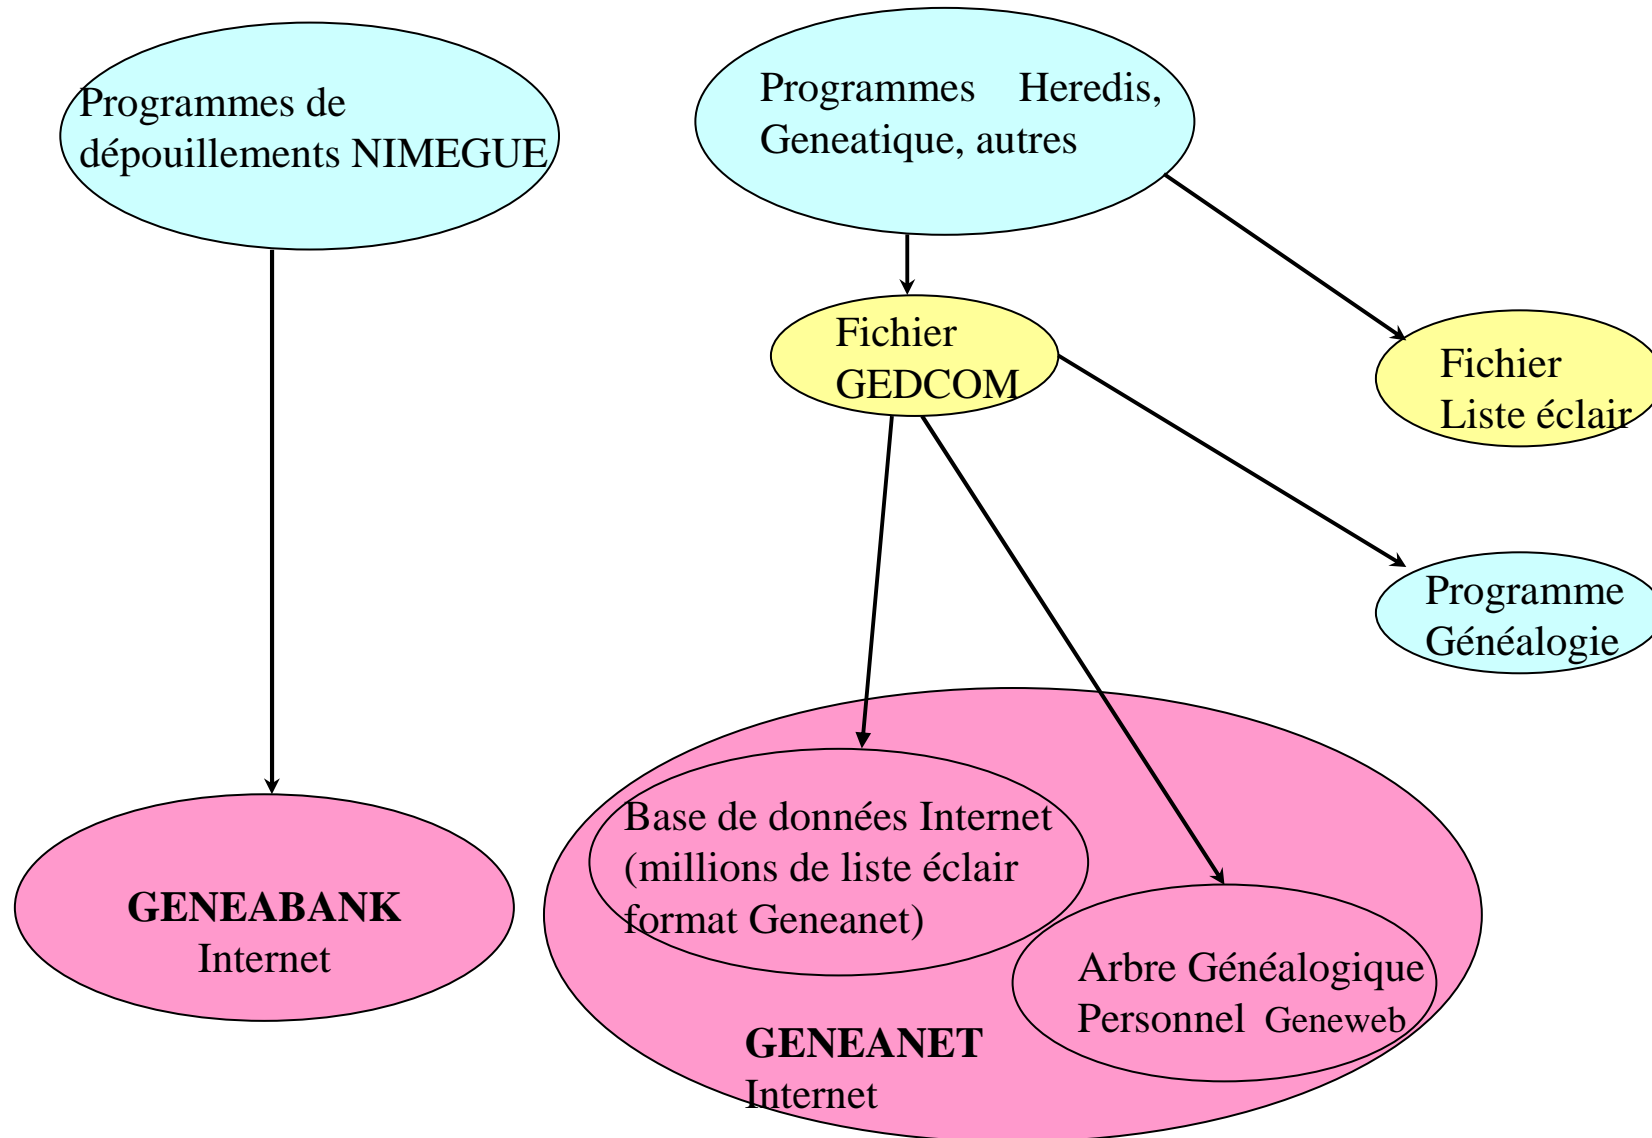 Programmes de
dépouillements NIMEGUE
Programmes Heredis,
Geneatique, autres
Fichier
GEDCOM
Fichier
Liste éclair
Programme
Généalogie
Base de données Internet
(millions de liste éclair
format Geneanet)
GENEABANK
Internet
Arbre Généalogique
Personnel Geneweb
GENEANET
Internet